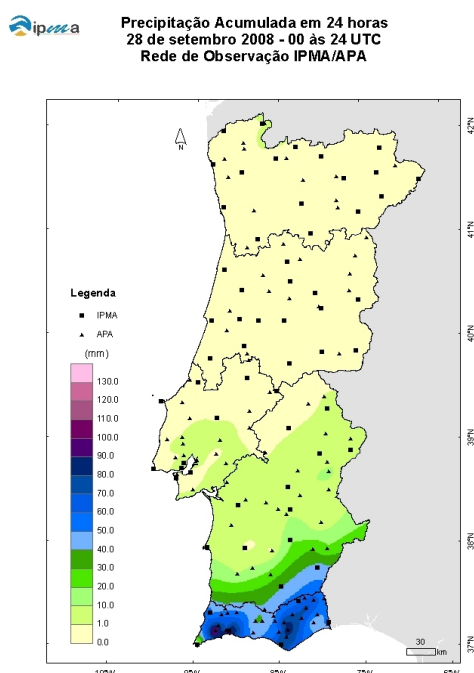 ipma
Precipitação Acumulada em 24 horas
28 de setembro 2008 - 00 às 24 UTC
Rede de Observação IPMA/APA
N
42°N
41°N
40°N
39°N
38°N
37°N
Legenda
IPMA
APA
(mm)
130.0
120.0
110.0
100.0
90.0
80.0
70.0
60.0
50.0
40.0
30.0
20.0
10.0
1.0
0.0
30
km